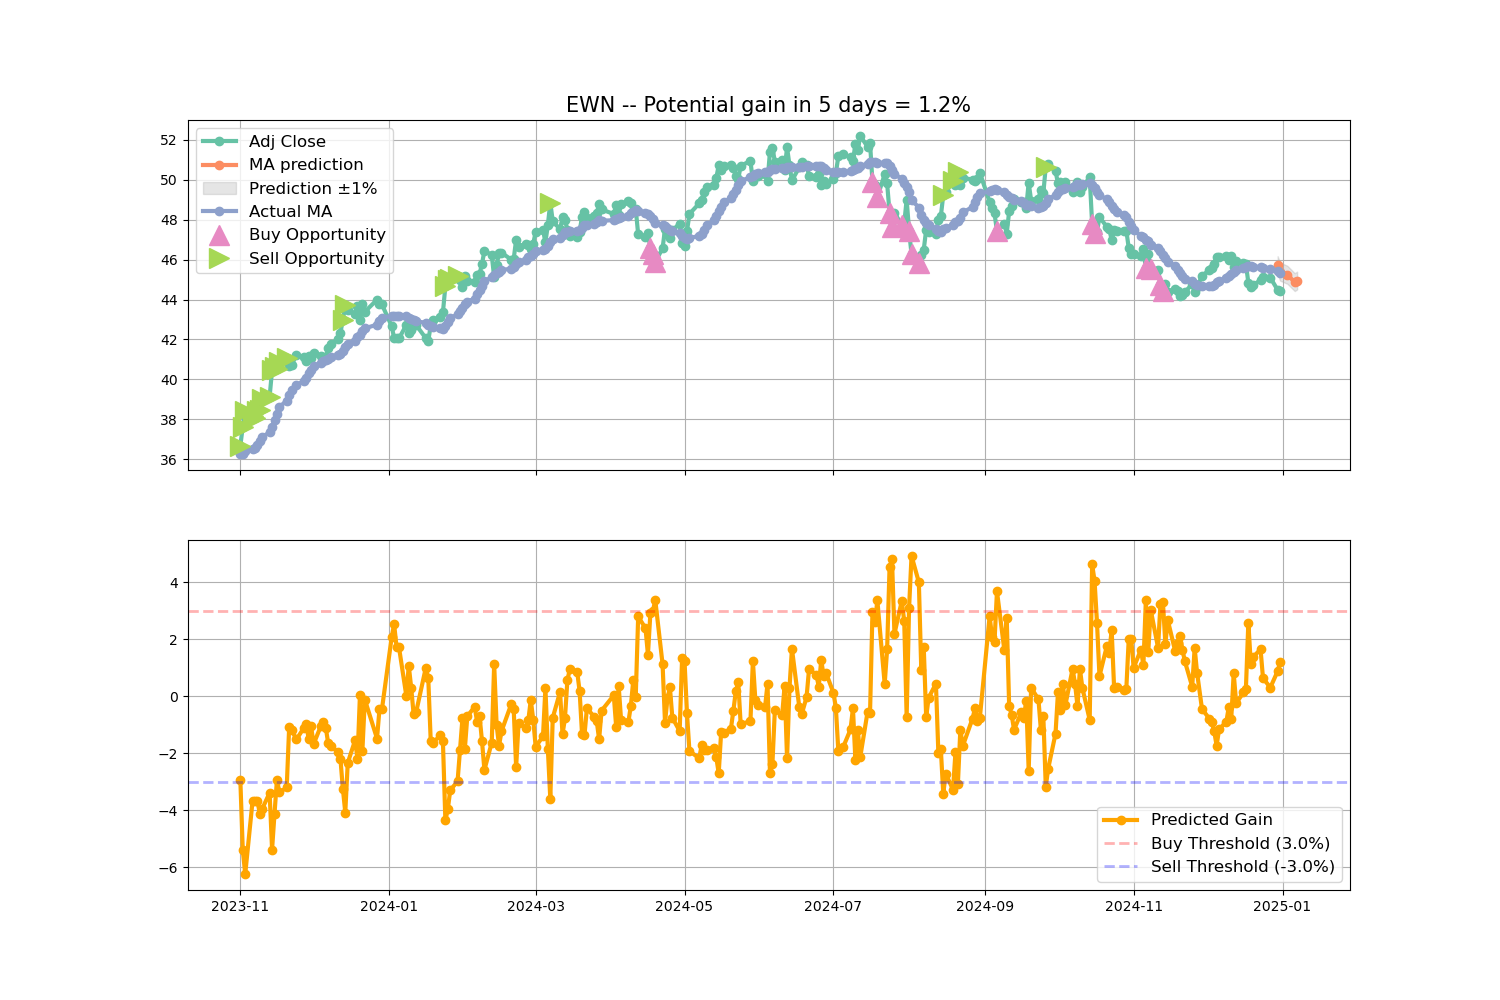 EWN -- Potential gain in 5 days = 1.2%
52
50
48
46
44
42
40
38
36
Adj Close
MA prediction
Prediction ±1%
Actual MA
Buy Opportunity
Sell Opportunity
4
2
0
−2
−4
−6
Predicted Gain
Buy Threshold (3.0%)
Sell Threshold (-3.0%)
2023-11
2024-01
2024-03
2024-05
2024-07
2024-09
2024-11
2025-01